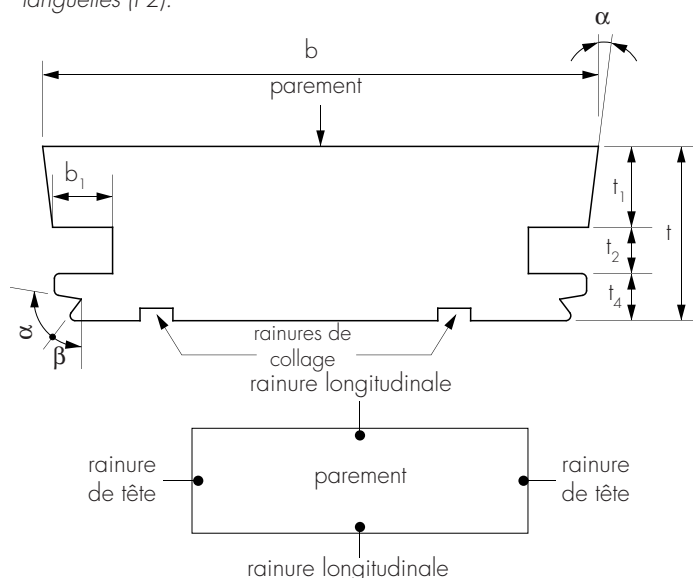 languettes (P2).
α
b
parement
b₁
t₁
t
t₂
t₄
α
β
rainures de
collage
rainure longitudinale
rainure
de tête
parement
rainure
de tête
rainure longitudinale